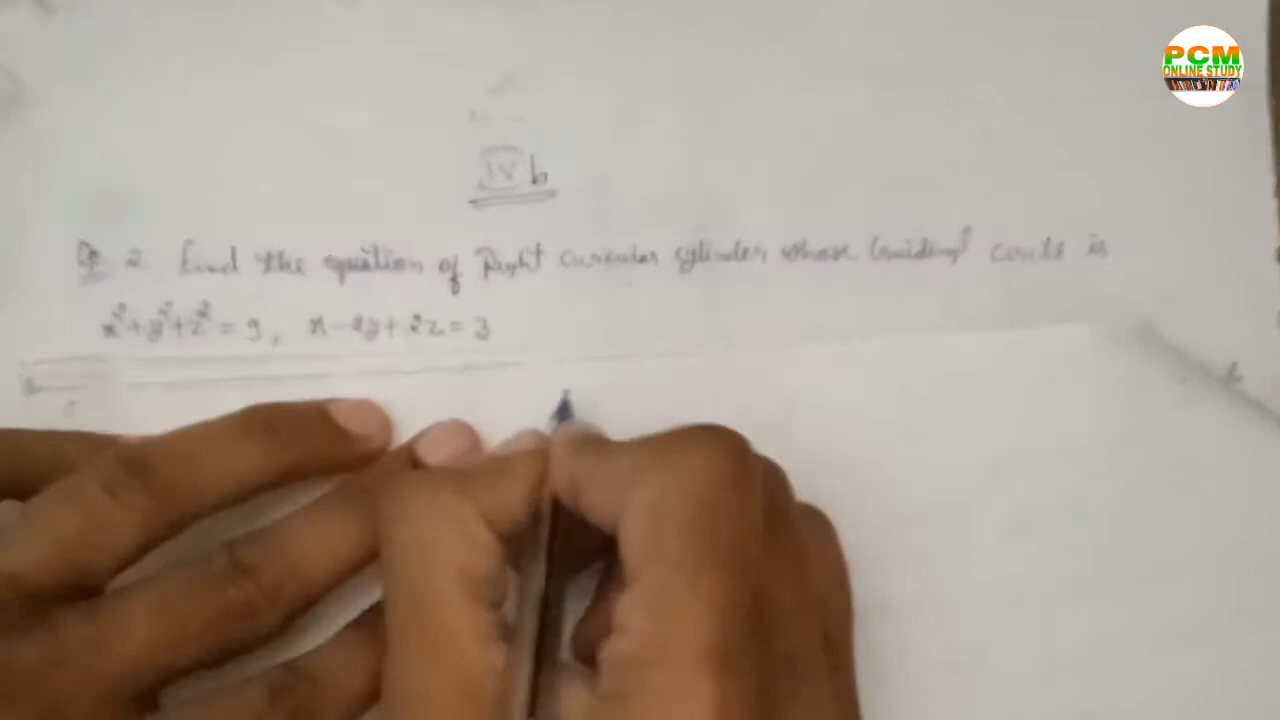 PCM
ONLINE STUDY
IV b
Q. 2 find the equation of Right circular cylinder whose Guiding circle is
x²+y²+z² = 9, x-2y+2z = 3